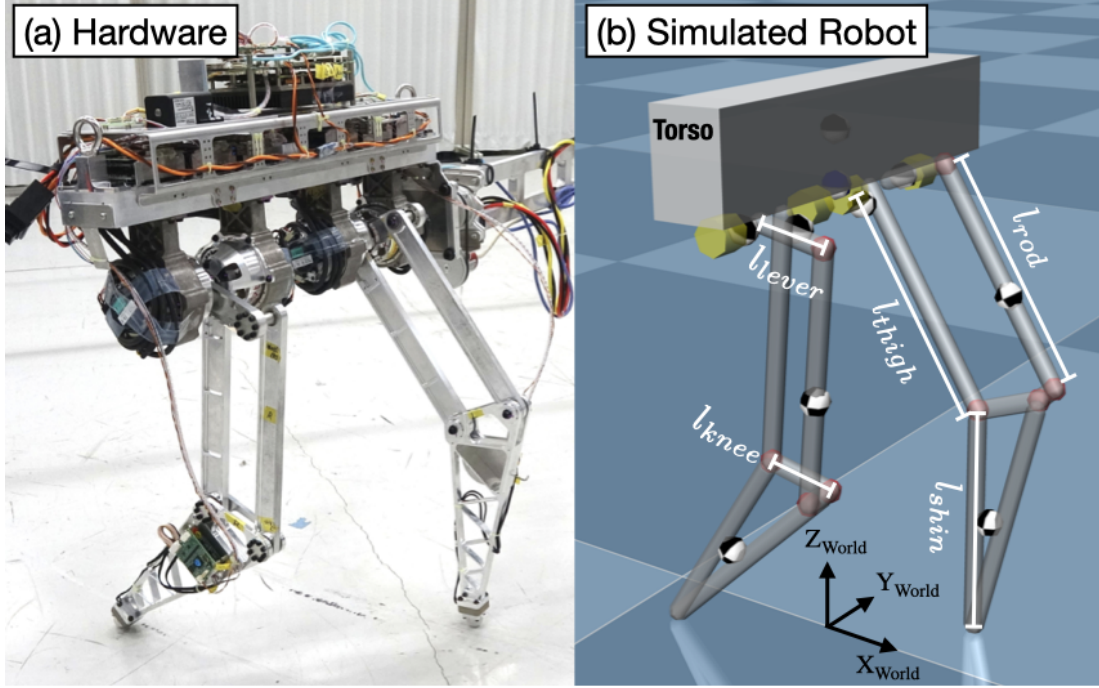 (a) Hardware
(b) Simulated Robot
Torso
l_lever
l_rod
l_thigh
l_knee
l_shin
Z_World
Y_World
X_World